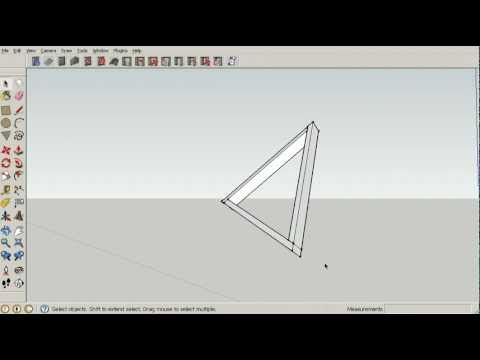 File Edit View Camera Draw Tools Window Plugins Help
Select objects. Shift to extend select. Drag mouse to select multiple.
Measurements